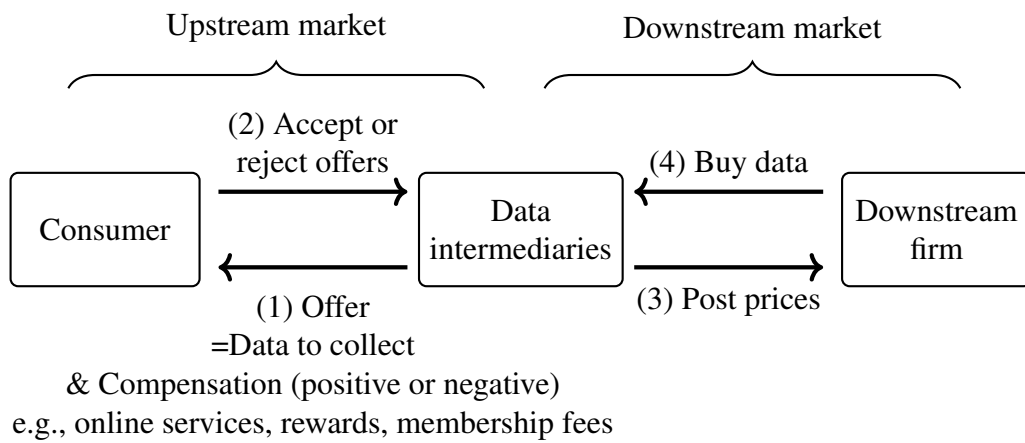 Upstream market
Downstream market
(2) Accept or
reject offers
(4) Buy data
Consumer
Data
intermediaries
Downstream
firm
(1) Offer
=Data to collect
& Compensation (positive or negative)
e.g., online services, rewards, membership fees
(3) Post prices